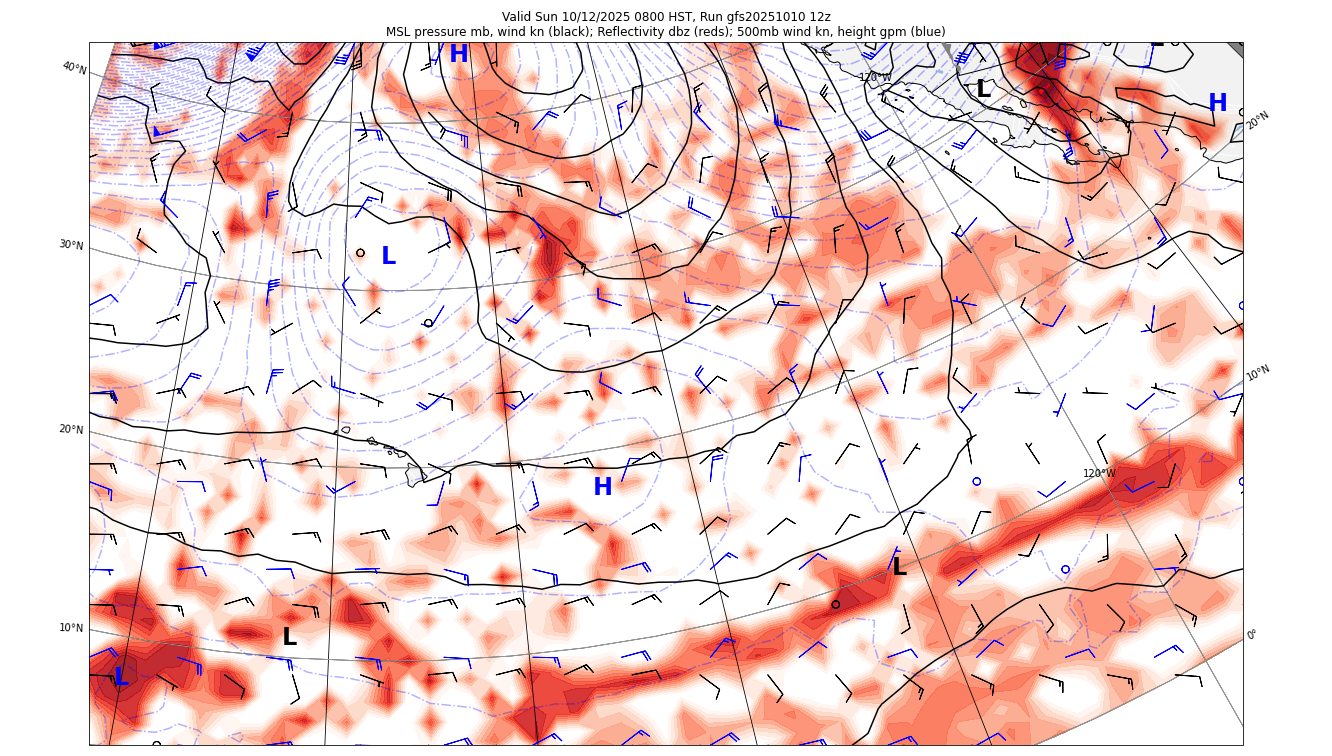 Valid Sun 10/12/2025 0800 HST, Run gfs20251010 12z
MSL pressure mb, wind kn (black); Reflectivity dbz (reds); 500mb wind kn, height gpm (blue)
H
40°N
120°W
L
H
20°N
30°N
L
10°N
20°N
120°W
H
L
10°N
L
0°
L